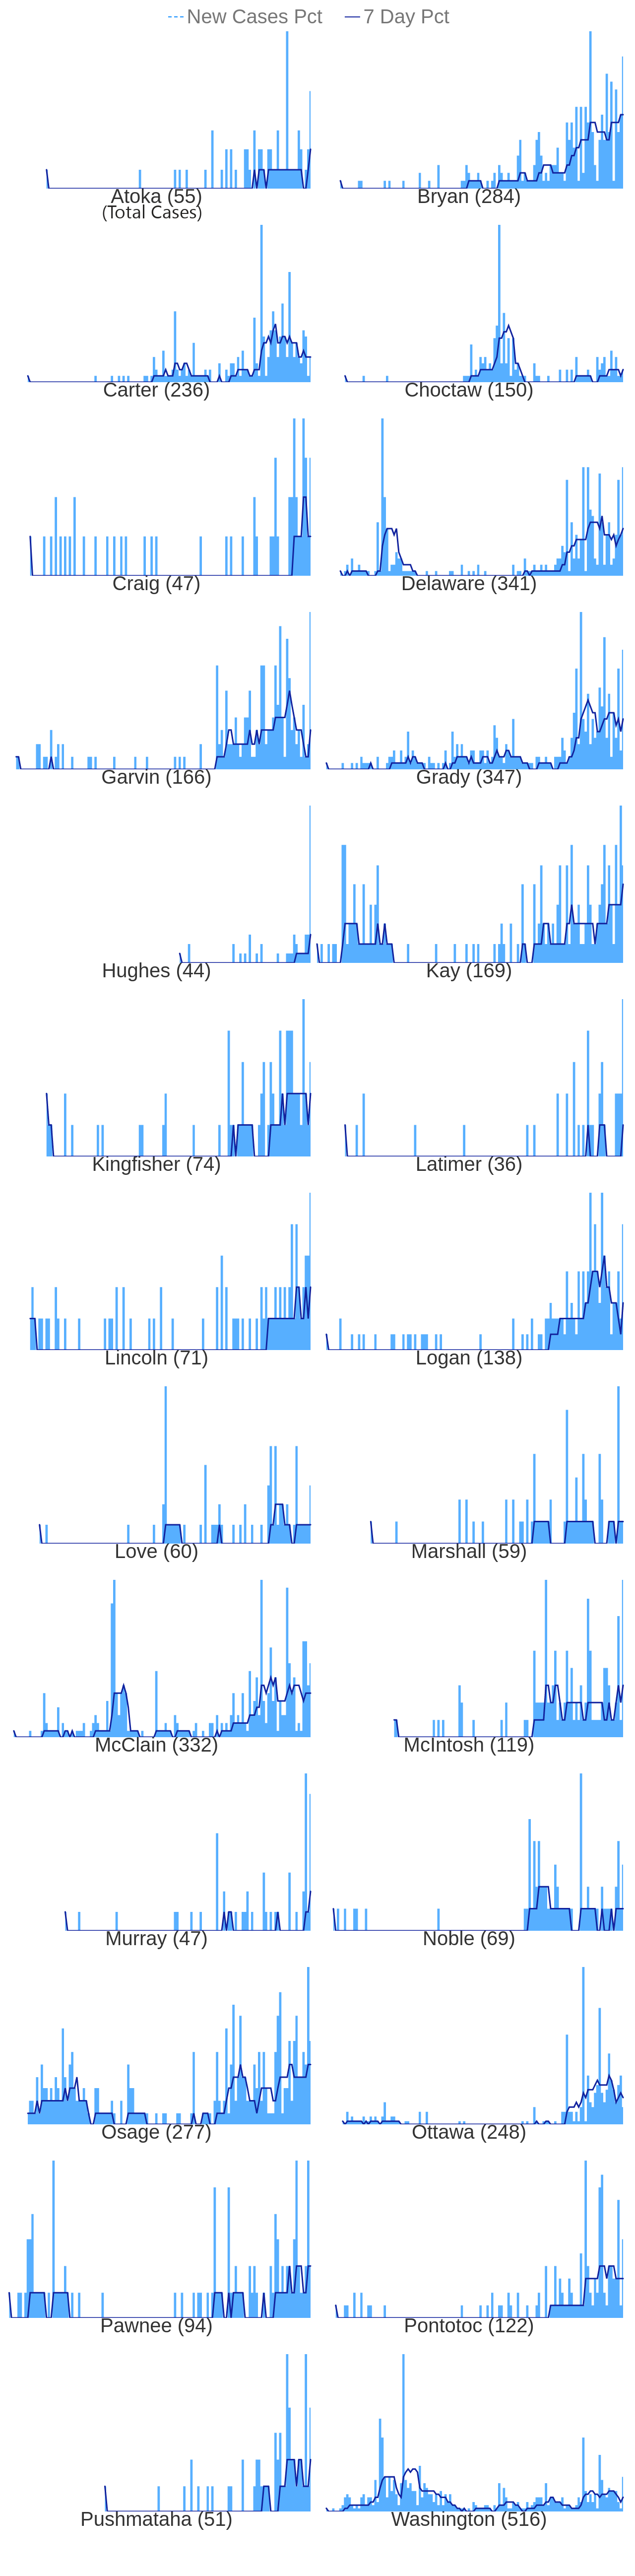 New Cases Pct 7 Day Pct
Atoka (55) Bryan (284)
(Total Cases)
Carter (236) Choctaw (150)
Craig (47) Delaware (341)
Garvin (166) Grady (347)
Hughes (44) Kay (169)
Kingfisher (74) Latimer (36)
Lincoln (71) Logan (138)
Love (60) Marshall (59)
McClain (332) McIntosh (119)
Murray (47) Noble (69)
Osage (277) Ottawa (248)
Pawnee (94) Pontotoc (122)
Pushmataha (51) Washington (516)